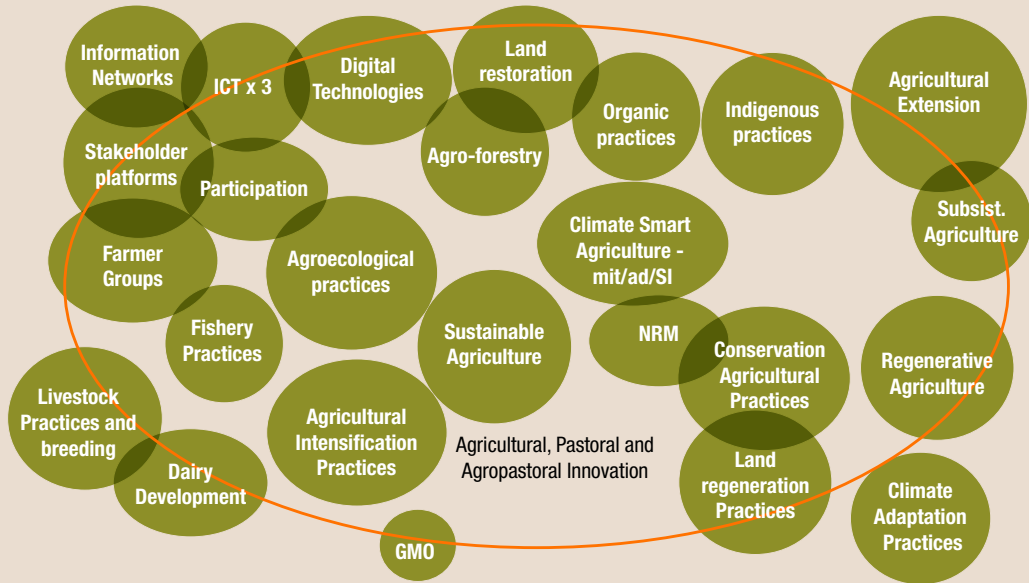 Information
Networks
ICT x 3
Digital
Technologies
Land
restoration
Organic
practices
Indigenous
practices
Agricultural
Extension
Stakeholder
platforms
Participation
Agro-forestry
Subsist.
Agriculture
Farmer
Groups
Agroecological
practices
Climate Smart
Agriculture -
mit/ad/SI
Fishery
Practices
Sustainable
Agriculture
NRM
Conservation
Agricultural
Practices
Regenerative
Agriculture
Livestock
Practices and
breeding
Agricultural
Intensification
Practices
Agricultural, Pastoral and
Agropastoral Innovation
Dairy
Development
Land
regeneration
Practices
Climate
Adaptation
Practices
GMO